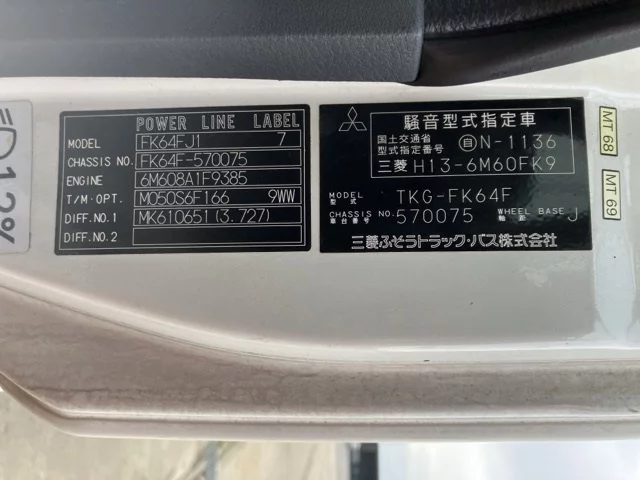 POWER LINE LABEL
MODEL FK64FJ1 7
CHASSIS NO. FK64F-570075
ENGINE 6M608A1F9385
T/M・OPT. M050S6F166 9WW
DIFF.NO.1 MK610651 (3.727)
DIFF.NO.2
騒音型式指定車
国土交通省
型式指定番号 自 N-1136
三菱 H13-6M60FK9
MODEL
型式 TKG-FK64F
CHASSIS NO.
車台番号 570075 WHEEL BASE
軸距 J
三菱ふそうトラック・バス株式会社
MT 68
MT 69
12%